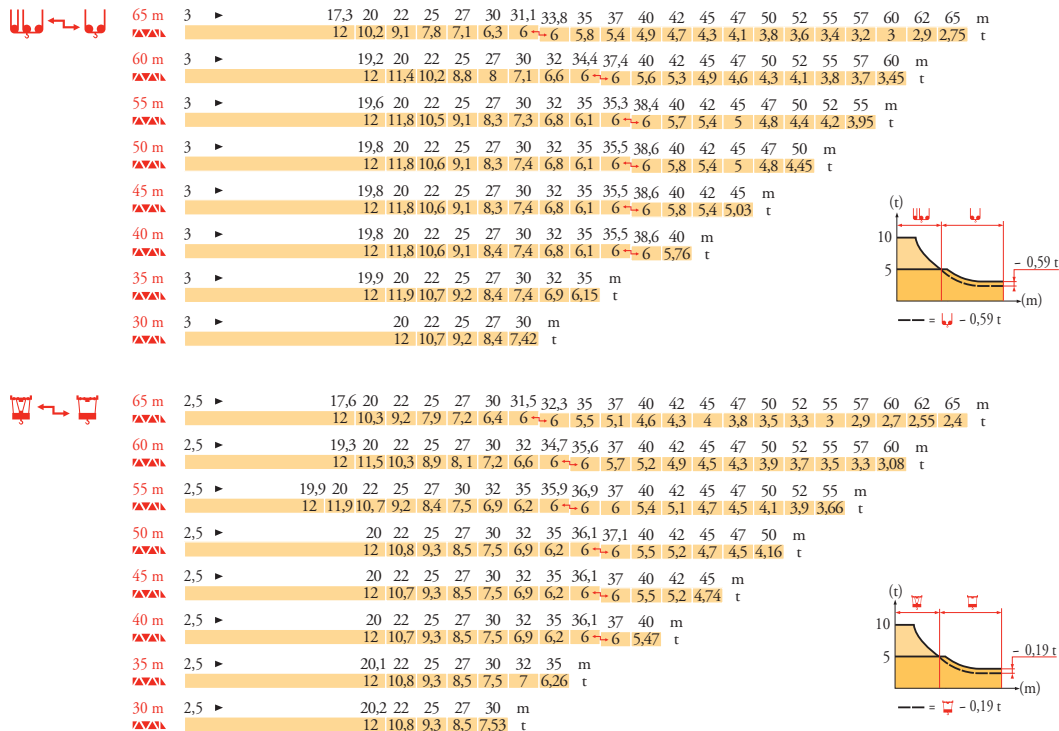 65 m 3 ► 17,3 20 22 25 27 30 31,1 33,8 35 37 40 42 45 47 50 52 55 57 60 62 65 m
12 10,2 9,1 7,8 7,1 6,3 6 6 5,8 5,4 4,9 4,7 4,3 4,1 3,8 3,6 3,4 3,2 3 2,9 2,75 t
60 m 3 ► 19,2 20 22 25 27 30 32 34,4 37,4 40 42 45 47 50 52 55 57 60 m
12 11,4 10,2 8,8 8 7,1 6,6 6 6 5,6 5,3 4,9 4,6 4,3 4,1 3,8 3,7 3,45 t
55 m 3 ► 19,6 20 22 25 27 30 32 35 35,3 38,4 40 42 45 47 50 52 55 m
12 11,8 10,5 9,1 8,3 7,3 6,8 6,1 6 6 5,7 5,4 5 4,8 4,4 4,2 3,95 t
50 m 3 ► 19,8 20 22 25 27 30 32 35 35,5 38,6 40 42 45 47 50 m
12 11,8 10,6 9,1 8,3 7,4 6,8 6,1 6 6 5,8 5,4 5 4,8 4,45 t
45 m 3 ► 19,8 20 22 25 27 30 32 35 35,5 38,6 40 42 45 m
12 11,8 10,6 9,1 8,3 7,4 6,8 6,1 6 6 5,8 5,4 5,03 t
40 m 3 ► 19,8 20 22 25 27 30 32 35 35,5 38,6 40 m
12 11,8 10,6 9,1 8,4 7,4 6,8 6,1 6 6 5,76 t
35 m 3 ► 19,9 20 22 25 27 30 32 35 m
12 11,9 10,7 9,2 8,4 7,4 6,9 6,15 t
30 m 3 ► 20 22 25 27 30 m
12 10,7 9,2 8,4 7,42 t
(t)
10
5
– 0,59 t
(m)
= – 0,59 t
65 m 2,5 ► 17,6 20 22 25 27 30 31,5 32,3 35 37 40 42 45 47 50 52 55 57 60 62 65 m
12 10,3 9,2 7,9 7,2 6,4 6 6 5,5 5,1 4,6 4,3 4 3,8 3,5 3,3 3 2,9 2,7 2,55 2,4 t
60 m 2,5 ► 19,3 20 22 25 27 30 32 34,7 35,6 37 40 42 45 47 50 52 55 57 60 m
12 11,5 10,3 8,9 8,1 7,2 6,6 6 6 5,7 5,2 4,9 4,5 4,3 3,9 3,7 3,5 3,3 3,08 t
55 m 2,5 ► 19,9 20 22 25 27 30 32 35 35,9 36,9 37 40 42 45 47 50 52 55 m
12 11,9 10,7 9,2 8,4 7,5 6,9 6,2 6 6 6 5,4 5,1 4,7 4,5 4,1 3,9 3,66 t
50 m 2,5 ► 20 22 25 27 30 32 35 36,1 37,1 40 42 45 47 50 m
12 10,8 9,3 8,5 7,5 6,9 6,2 6 6 5,5 5,2 4,7 4,5 4,16 t
45 m 2,5 ► 20 22 25 27 30 32 35 36,1 37 40 42 45 m
12 10,7 9,3 8,5 7,5 6,9 6,2 6 6 5,5 5,2 4,74 t
40 m 2,5 ► 20 22 25 27 30 32 35 36,1 37 40 m
12 10,7 9,3 8,5 7,5 6,9 6,2 6 6 5,47 t
35 m 2,5 ► 20,1 22 25 27 30 32 35 m
12 10,8 9,3 8,5 7,5 7 6,26 t
30 m 2,5 ► 20,2 22 25 27 30 m
12 10,8 9,3 8,5 7,53 t
(t)
10
5
– 0,19 t
(m)
= – 0,19 t